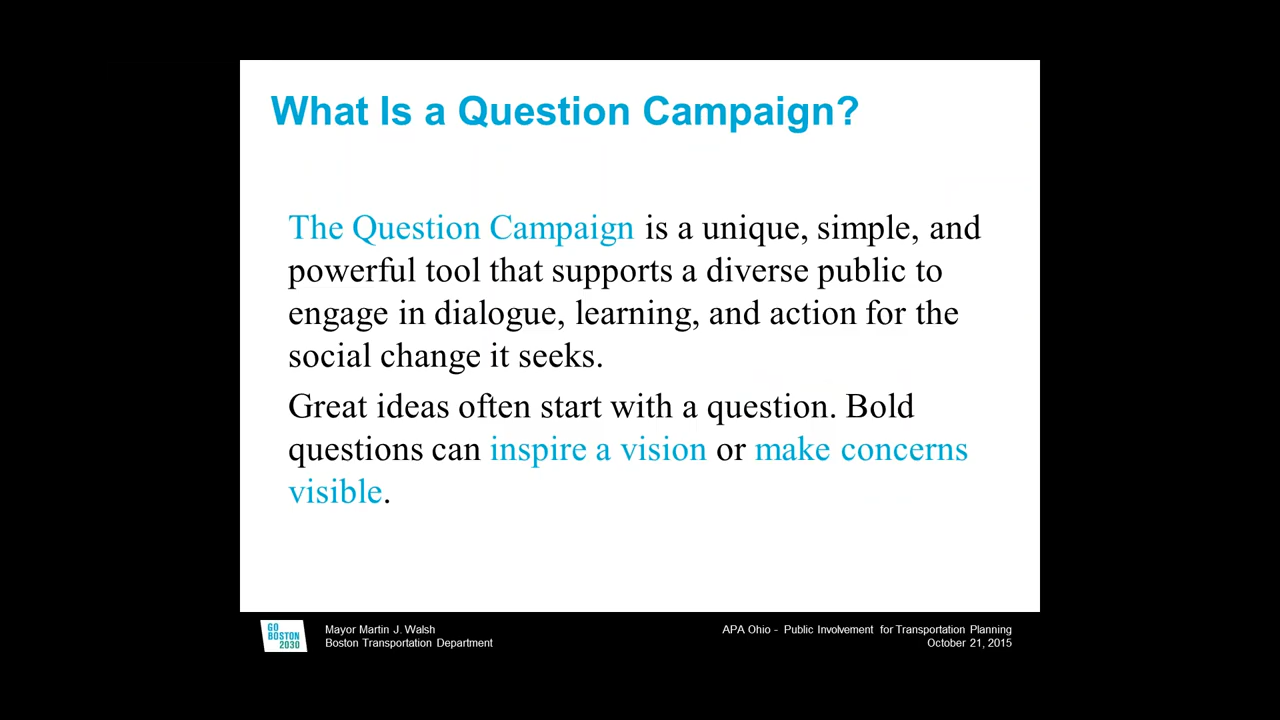 What Is a Question Campaign?
The Question Campaign is a unique, simple, and
powerful tool that supports a diverse public to
engage in dialogue, learning, and action for the
social change it seeks.
Great ideas often start with a question. Bold
questions can inspire a vision or make concerns
visible.
GO
BOSTON
2030
Mayor Martin J. Walsh
Boston Transportation Department
APA Ohio - Public Involvement for Transportation Planning
October 21, 2015